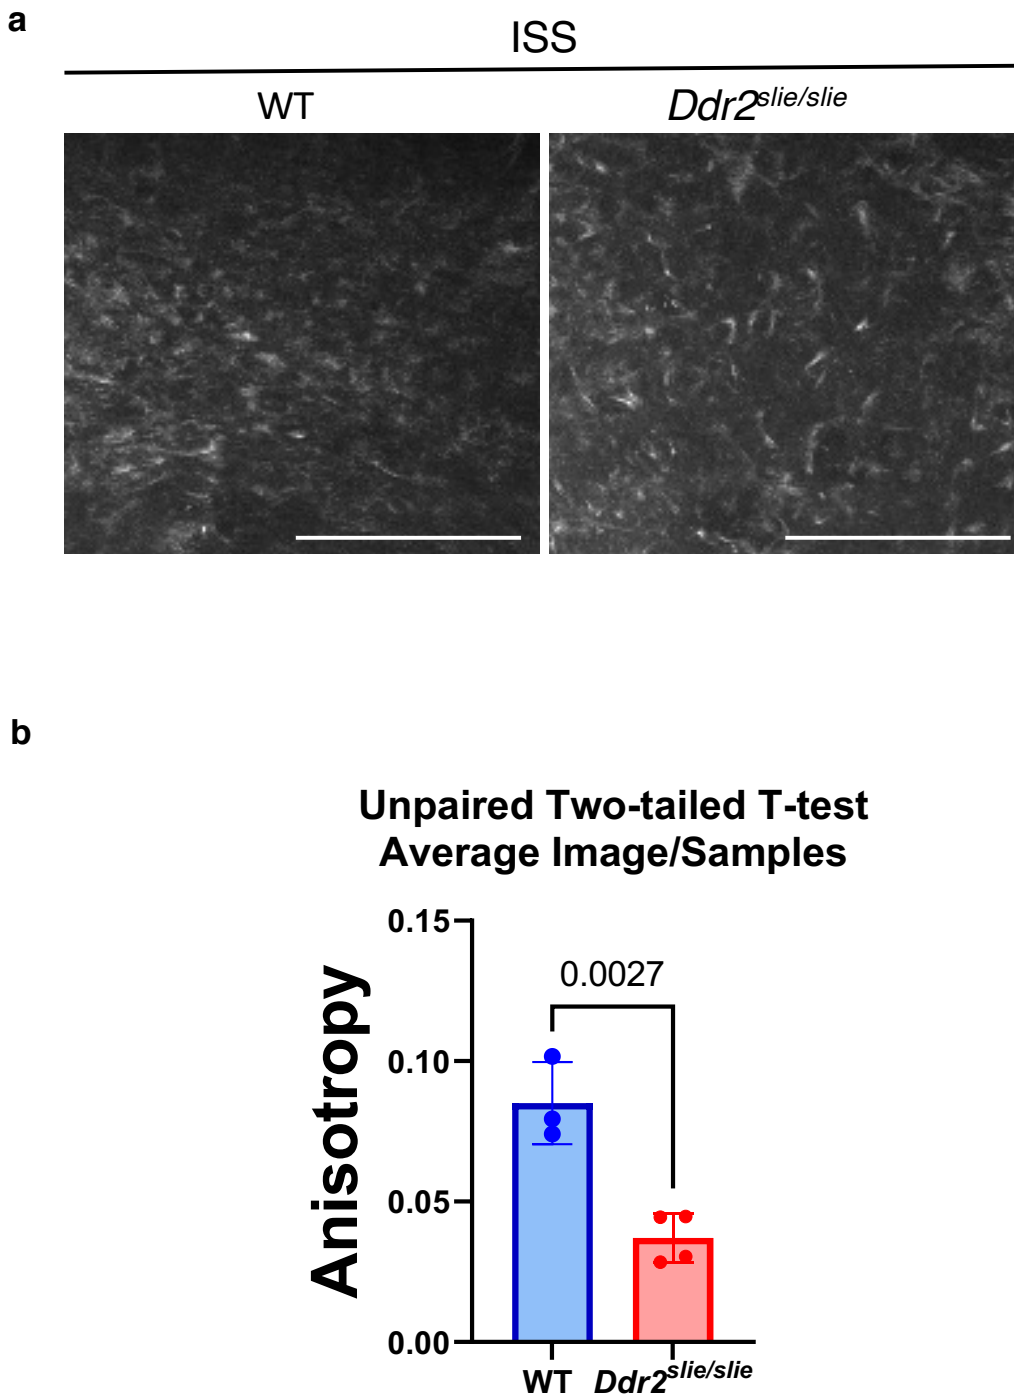 a
ISS
WT Ddr2slie/slie
b
Unpaired Two-tailed T-test
Average Image/Samples
0.15
0.0027
0.10
0.05
0.00
Anisotropy
WT Ddr2slie/slie